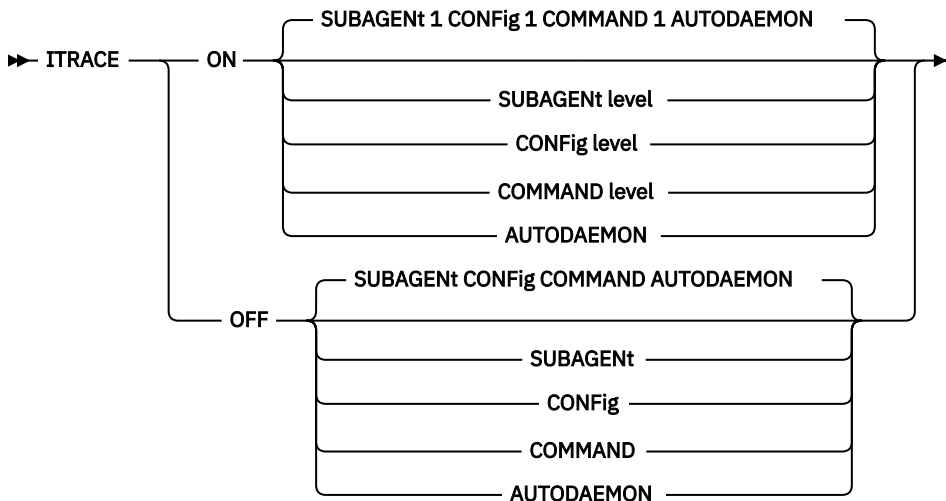 SUBAGENt 1 CONFig 1 COMMAND 1 AUTODAEMON
ITRACE ON
SUBAGENt level
CONFig level
COMMAND level
AUTODAEMON
SUBAGENt CONFig COMMAND AUTODAEMON
OFF
SUBAGENt
CONFig
COMMAND
AUTODAEMON